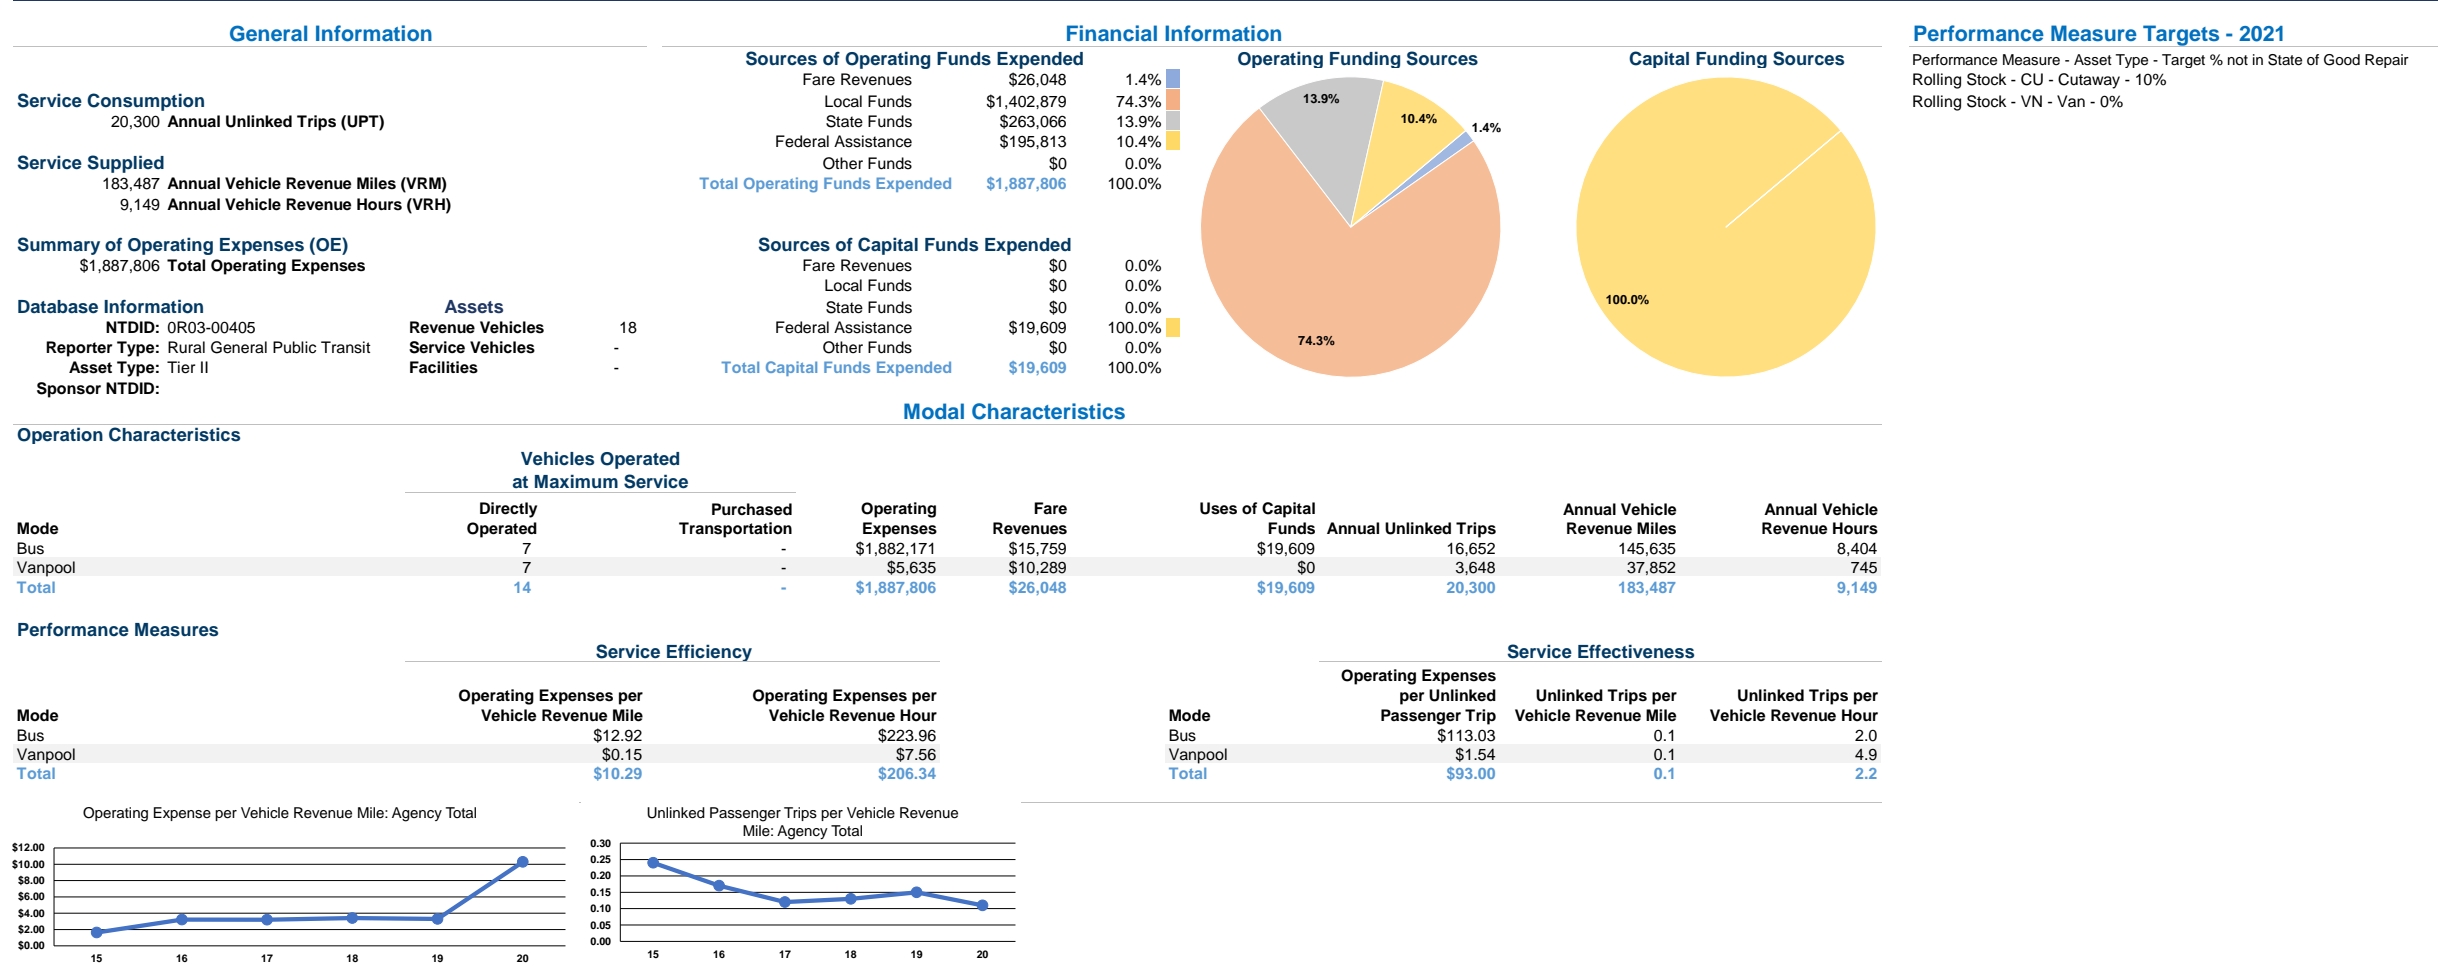 General Information
Financial Information
Performance Measure Targets - 2021
Sources of Operating Funds Expended
Operating Funding Sources
Capital Funding Sources
Performance Measure - Asset Type - Target % not in State of Good Repair
Fare Revenues $26,048 1.4%
Rolling Stock - CU - Cutaway - 10%
Service Consumption
Local Funds $1,402,879 74.3%
Rolling Stock - VN - Van - 0%
20,300 Annual Unlinked Trips (UPT)
State Funds $263,066 13.9%
Federal Assistance $195,813 10.4%
Service Supplied
Other Funds $0 0.0%
183,487 Annual Vehicle Revenue Miles (VRM)
Total Operating Funds Expended $1,887,806 100.0%
9,149 Annual Vehicle Revenue Hours (VRH)
13.9%
10.4%
1.4%
74.3%
100.0%
Summary of Operating Expenses (OE)
Sources of Capital Funds Expended
$1,887,806 Total Operating Expenses
Fare Revenues $0 0.0%
Local Funds $0 0.0%
Database Information
Assets
State Funds $0 0.0%
NTDID: 0R03-00405
Revenue Vehicles 18
Federal Assistance $19,609 100.0%
Reporter Type: Rural General Public Transit
Service Vehicles -
Other Funds $0 0.0%
Asset Type: Tier II
Facilities -
Total Capital Funds Expended $19,609 100.0%
Sponsor NTDID:
Modal Characteristics
Operation Characteristics
Vehicles Operated
at Maximum Service
Directly Purchased Operating Fare Uses of Capital Annual Vehicle Annual Vehicle
Mode Operated Transportation Expenses Revenues Funds Annual Unlinked Trips Revenue Miles Revenue Hours
Bus 7 - $1,882,171 $15,759 $19,609 16,652 145,635 8,404
Vanpool 7 - $5,635 $10,289 $0 3,648 37,852 745
Total 14 - $1,887,806 $26,048 $19,609 20,300 183,487 9,149
Performance Measures
Service Efficiency
Service Effectiveness
Operating Expenses
Operating Expenses per Operating Expenses per per Unlinked Unlinked Trips per Unlinked Trips per
Mode Vehicle Revenue Mile Vehicle Revenue Hour Mode Passenger Trip Vehicle Revenue Mile Vehicle Revenue Hour
Bus $12.92 $223.96 Bus $113.03 0.1 2.0
Vanpool $0.15 $7.56 Vanpool $1.54 0.1 4.9
Total $10.29 $206.34 Total $93.00 0.1 2.2
Operating Expense per Vehicle Revenue Mile: Agency Total
$12.00
$10.00
$8.00
$6.00
$4.00
$2.00
$0.00
15 16 17 18 19 20
Unlinked Passenger Trips per Vehicle Revenue
Mile: Agency Total
0.30
0.25
0.20
0.15
0.10
0.05
0.00
15 16 17 18 19 20